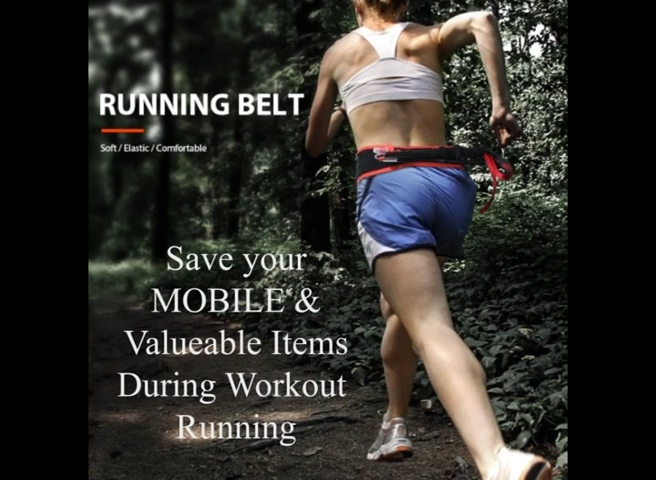 RUNNING BELT
Soft / Elastic / Comfortable
Save your
MOBILE &
Valueable Items
During Workout
Running